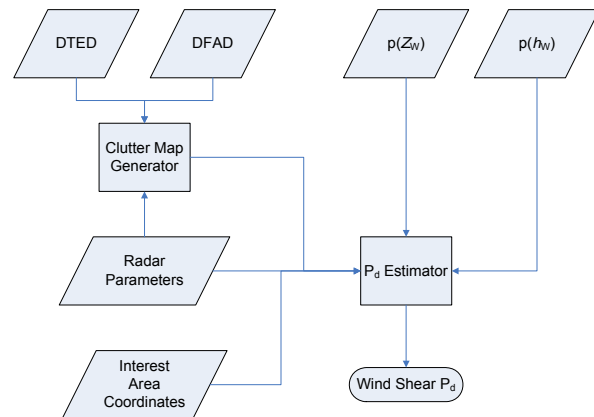 DTED
DFAD
p(Z_W)
p(h_W)
Clutter Map
Generator
Radar
Parameters
P_d Estimator
Interest
Area
Coordinates
Wind Shear P_d